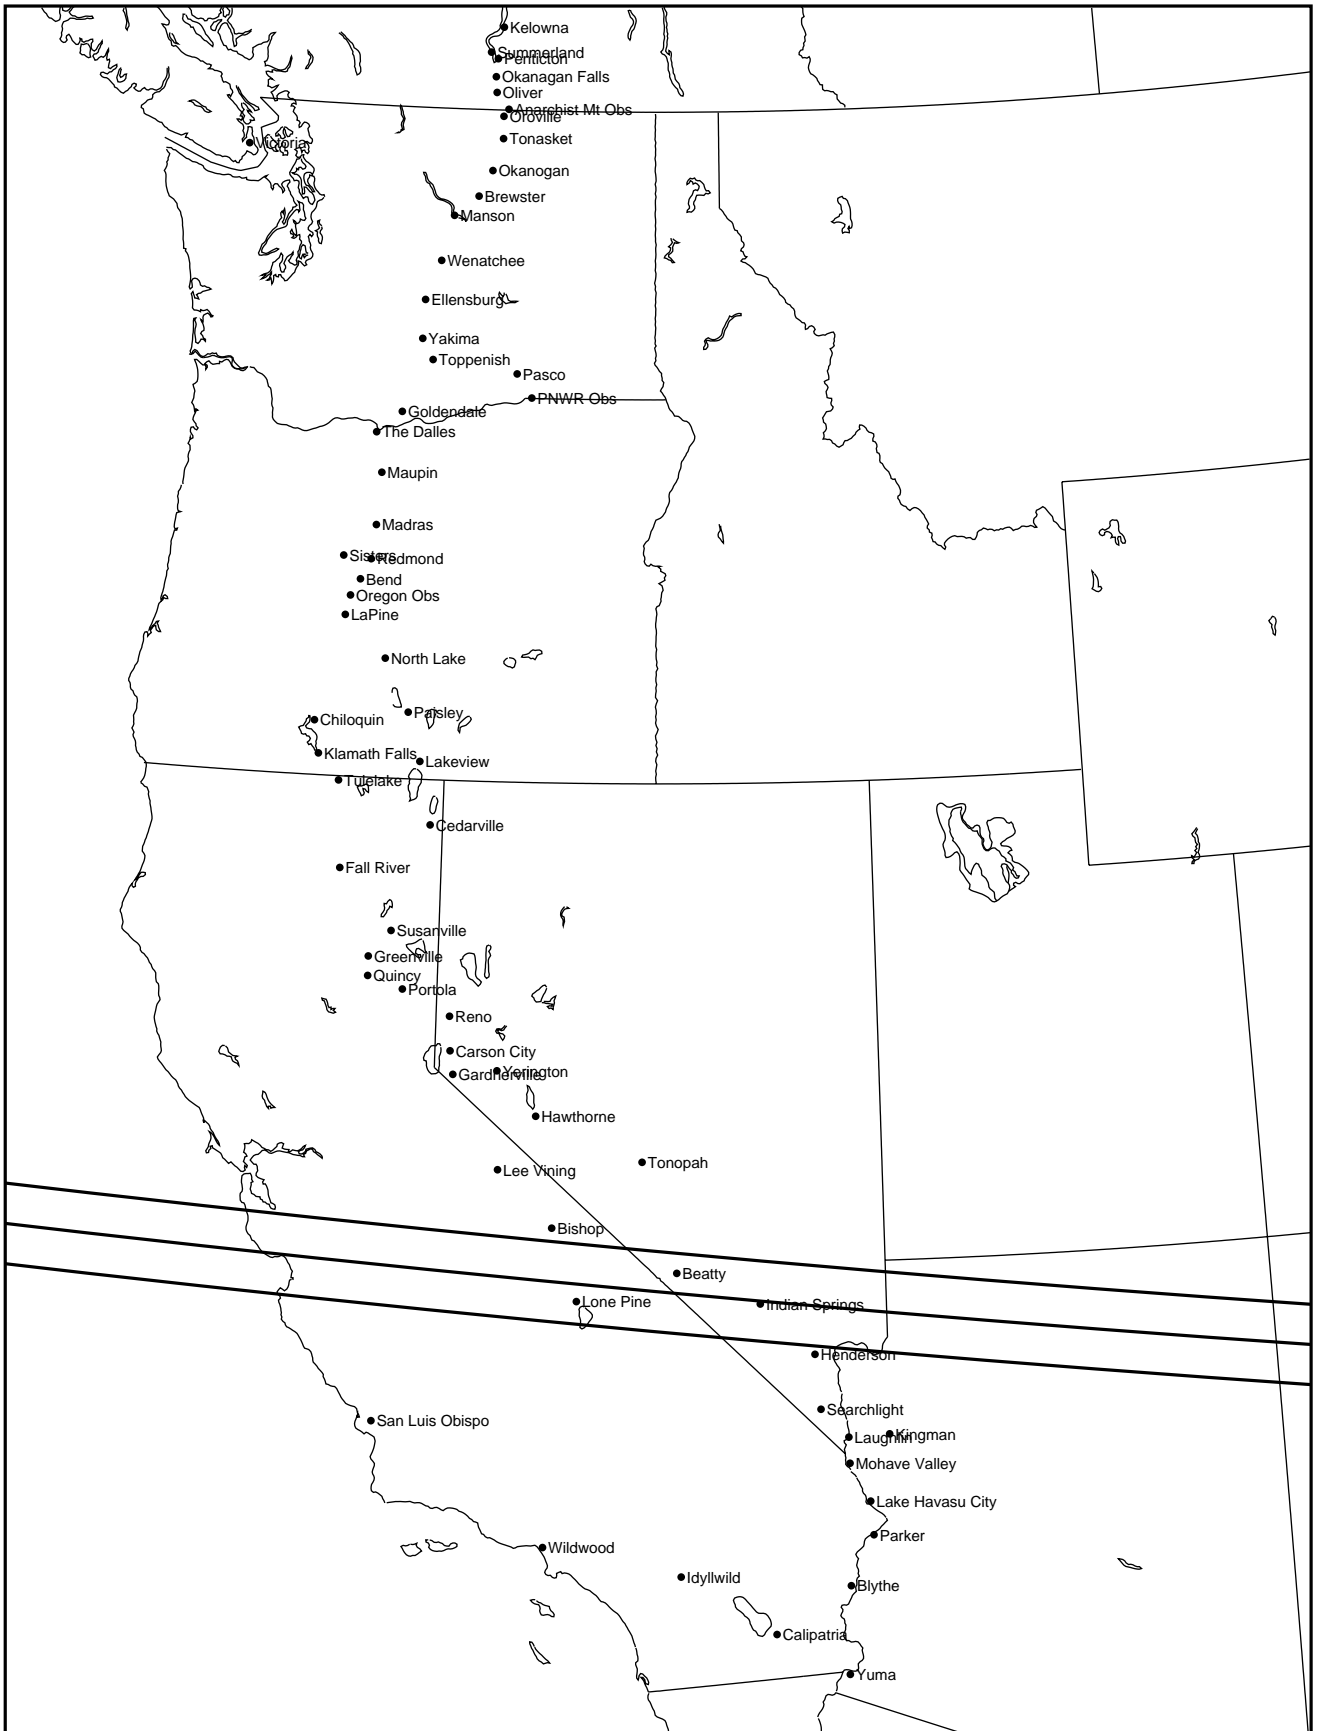 Kelowna
Summerland
Penticton
Okanagan Falls
Oliver
Anarchist Mt Obs
Oroville
Tonasket
Victoria
Okanogan
Brewster
Manson
Wenatchee
Ellensburg
Yakima
Toppenish
Pasco
PNWR Obs
Goldendale
The Dalles
Maupin
Madras
Sisters
Redmond
Bend
Oregon Obs
LaPine
North Lake
Paisley
Chiloquin
Klamath Falls
Lakeview
Tulelake
Cedarville
Fall River
Susanville
Greenville
Quincy
Portola
Reno
Carson City
Yerington
Gardnerville
Hawthorne
Tonopah
Lee Vining
Bishop
Beatty
Lone Pine
Indian Springs
Henderson
Searchlight
San Luis Obispo
Kingman
Laughlin
Mohave Valley
Lake Havasu City
Parker
Wildwood
Idyllwild
Blythe
Calipatria
Yuma